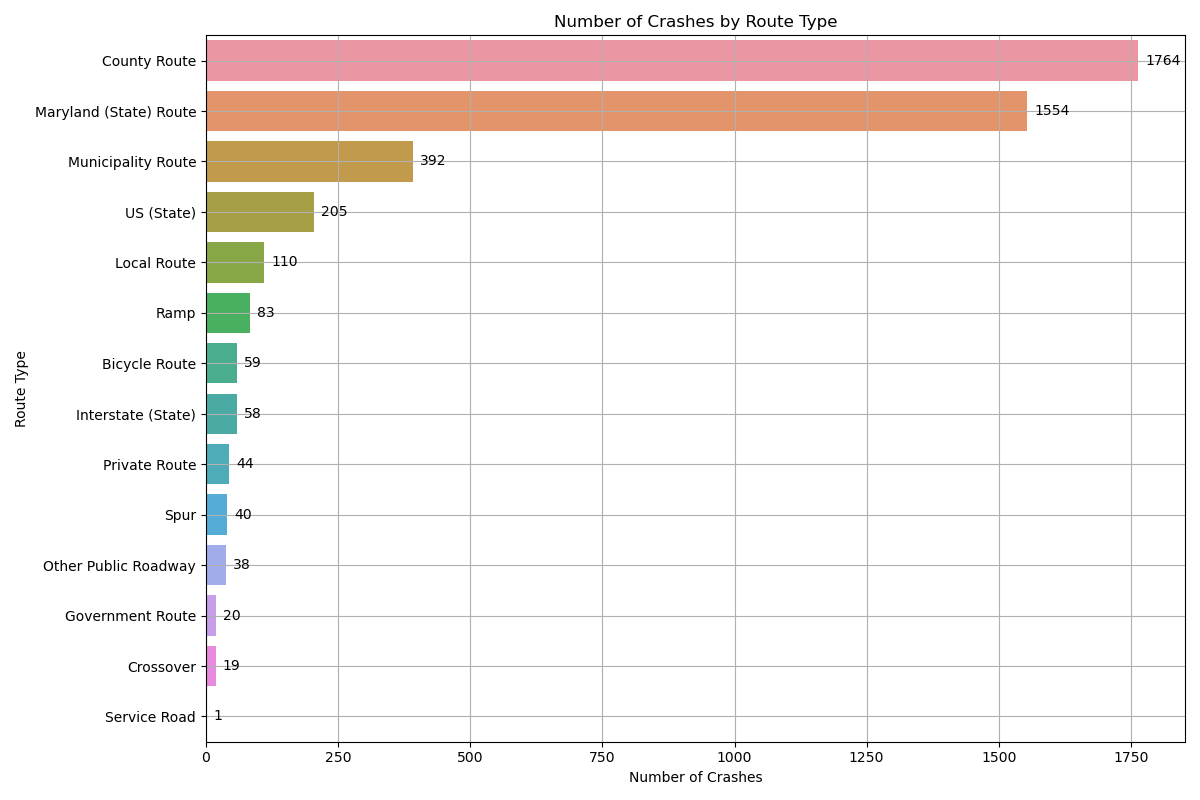 Number of Crashes by Route Type
Route Type
County Route 1764
Maryland (State) Route 1554
Municipality Route 392
US (State) 205
Local Route 110
Ramp 83
Bicycle Route 59
Interstate (State) 58
Private Route 44
Spur 40
Other Public Roadway 38
Government Route 20
Crossover 19
Service Road 1
0 250 500 750 1000 1250 1500 1750
Number of Crashes